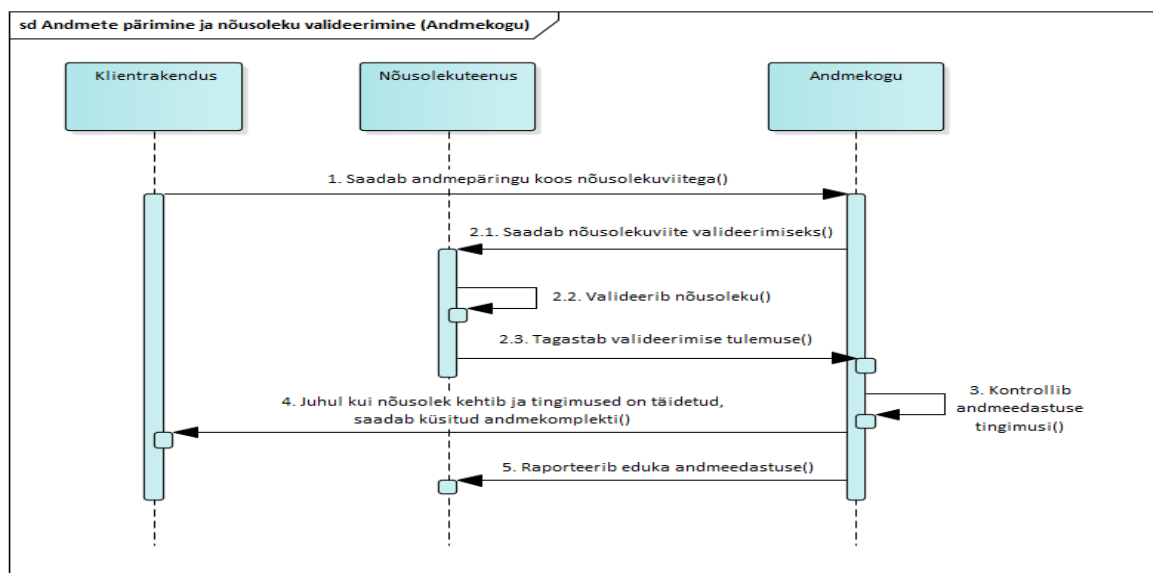 sd Andmete pärimine ja nõusoleku valideerimine (Andmekogu)
Klientrakendus
Nõusolekuteenus
Andmekogu
1. Saadab andmepäringu koos nõusolekuviitega()
2.1. Saadab nõusolekuviite valideerimiseks()
2.2. Valideerib nõusoleku()
2.3. Tagastab valideerimise tulemuse()
3. Kontrollib
andmeedastuse
tingimusi()
4. Juhul kui nõusolek kehtib ja tingimused on täidetud,
saadab küsitud andmekomplekti()
5. Raporteerib eduka andmeedastuse()